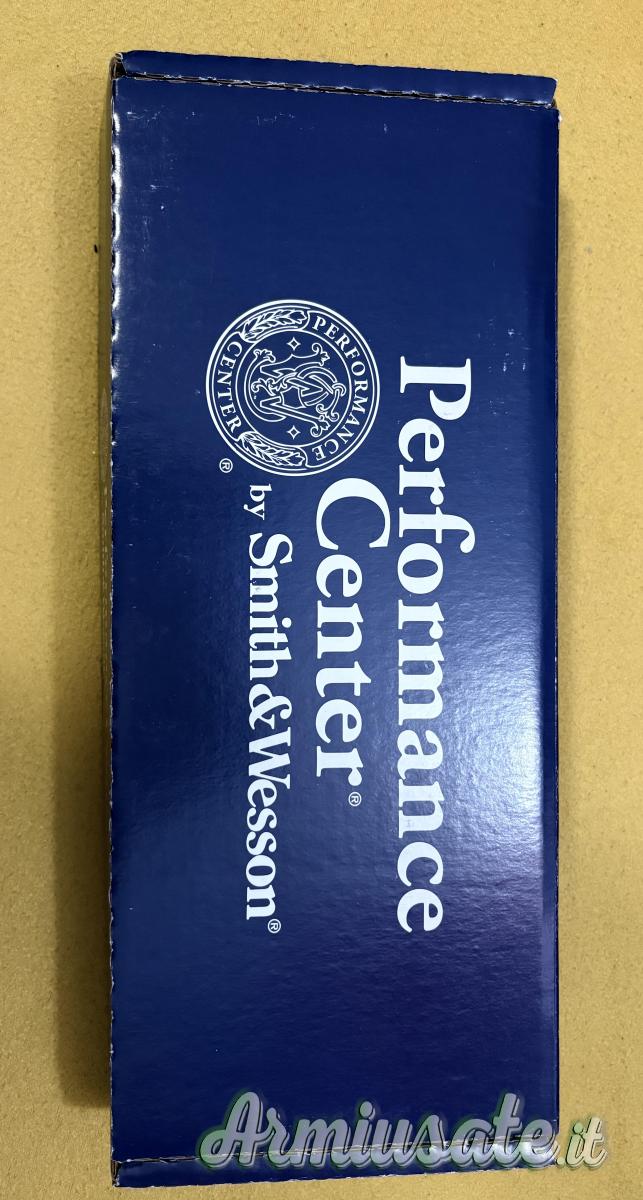 Performance
Center®
by Smith & Wesson®
PERFORMANCE
CENTER
®
Armiusate.it